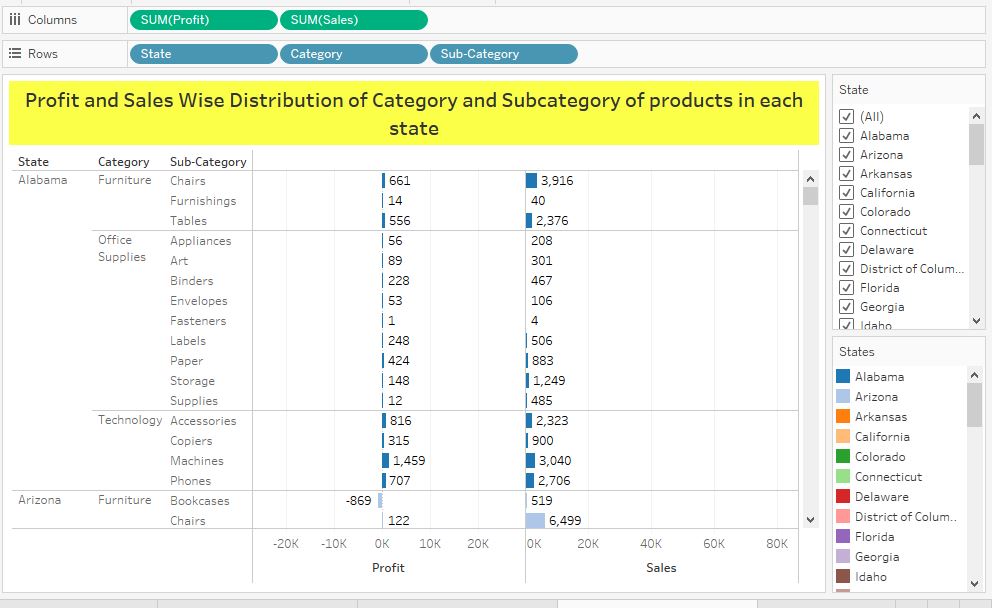 Columns SUM(Profit) SUM(Sales)
Rows State Category Sub-Category
Profit and Sales Wise Distribution of Category and Subcategory of products in each
state
State Category Sub-Category
Alabama Furniture Chairs 661 3,916
Furnishings 14 40
Tables 556 2,376
Office Supplies Appliances 56 208
Art 89 301
Binders 228 467
Envelopes 53 106
Fasteners 1 4
Labels 248 506
Paper 424 883
Storage 148 1,249
Supplies 12 485
Technology Accessories 816 2,323
Copiers 315 900
Machines 1,459 3,040
Phones 707 2,706
Arizona Furniture Bookcases -869 519
Chairs 122 6,499
-20K -10K 0K 10K 20K 0K 20K 40K 60K 80K
Profit Sales
State
(All)
Alabama
Arizona
Arkansas
California
Colorado
Connecticut
Delaware
District of Colum...
Florida
Georgia
Idaho
States
Alabama
Arizona
Arkansas
California
Colorado
Connecticut
Delaware
District of Colum..
Florida
Georgia
Idaho